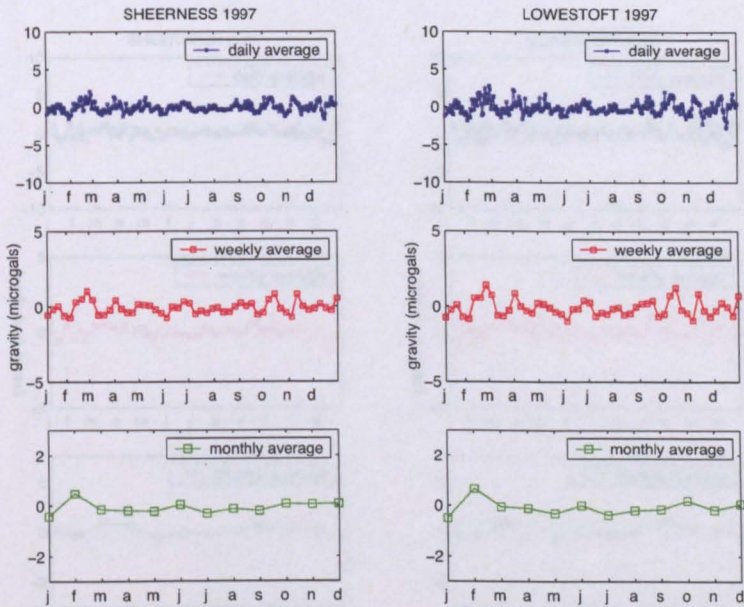 SHEERNESS 1997
10
5
0
−5
−10
daily average
j f m a m j j a s o n d
gravity (microgals)
5
0
−5
weekly average
j f m a m j j a s o n d
2
0
−2
monthly average
j f m a m j j a s o n d
LOWESTOFT 1997
10
5
0
−5
−10
daily average
j f m a m j j a s o n d
gravity (microgals)
5
0
−5
weekly average
j f m a m j j a s o n d
2
0
−2
monthly average
j f m a m j j a s o n d